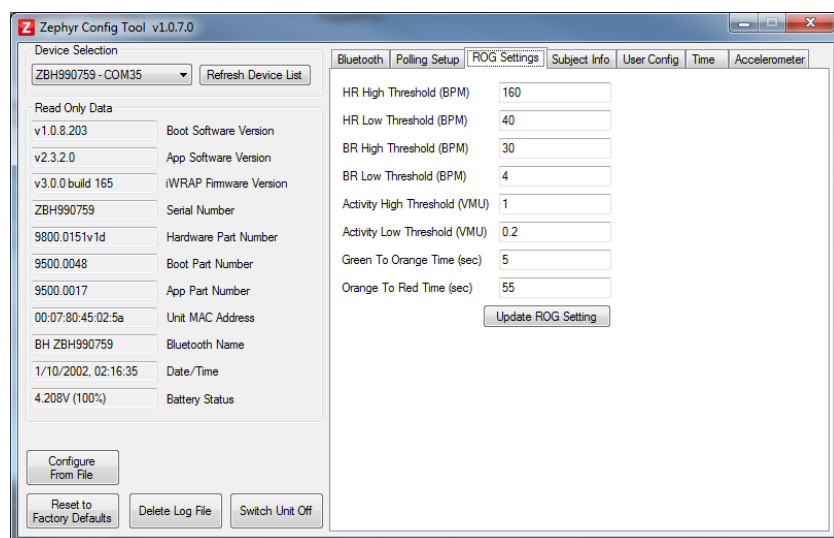 Z Zephyr Config Tool v1.0.7.0
Device Selection
ZBH990759 - COM35
Refresh Device List
Read Only Data
v1.0.8.203 Boot Software Version
v2.3.2.0 App Software Version
v3.0.0 build 165 iWRAP Firmware Version
ZBH990759 Serial Number
9800.0151v1d Hardware Part Number
9500.0048 Boot Part Number
9500.0017 App Part Number
00:07:80:45:02:5a Unit MAC Address
BH ZBH990759 Bluetooth Name
1/10/2002, 02:16:35 Date/Time
4.208V (100%) Battery Status
Configure
From File
Reset to
Factory Defaults
Delete Log File
Switch Unit Off
Bluetooth Polling Setup ROG Settings Subject Info User Config Time Accelerometer
HR High Threshold (BPM) 160
HR Low Threshold (BPM) 40
BR High Threshold (BPM) 30
BR Low Threshold (BPM) 4
Activity High Threshold (VMU) 1
Activity Low Threshold (VMU) 0.2
Green To Orange Time (sec) 5
Orange To Red Time (sec) 55
Update ROG Setting